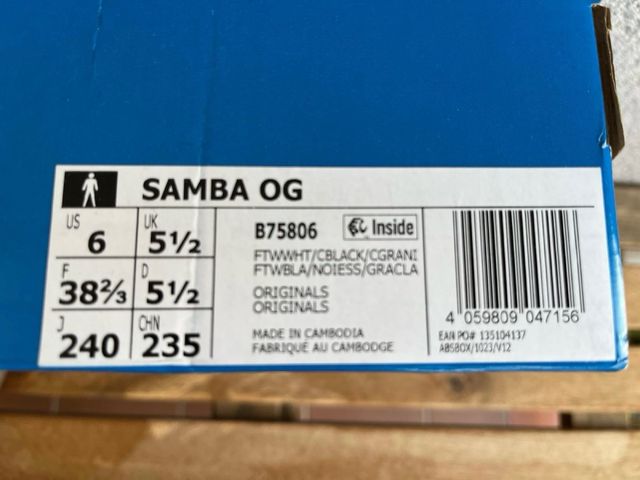 SAMBA OG
US 6 UK 5½
F 38⅔ D 5½
J 240 CHN 235
B75806 Inside
FTWWHT/CBLACK/CGRANI
FTWBLA/NOIESS/GRACLA
ORIGINALS
ORIGINALS
MADE IN CAMBODIA
FABRIQUÉ AU CAMBODGE
4 059809 047156
EAN PO# 135104137
ABSBOX/1023/V12